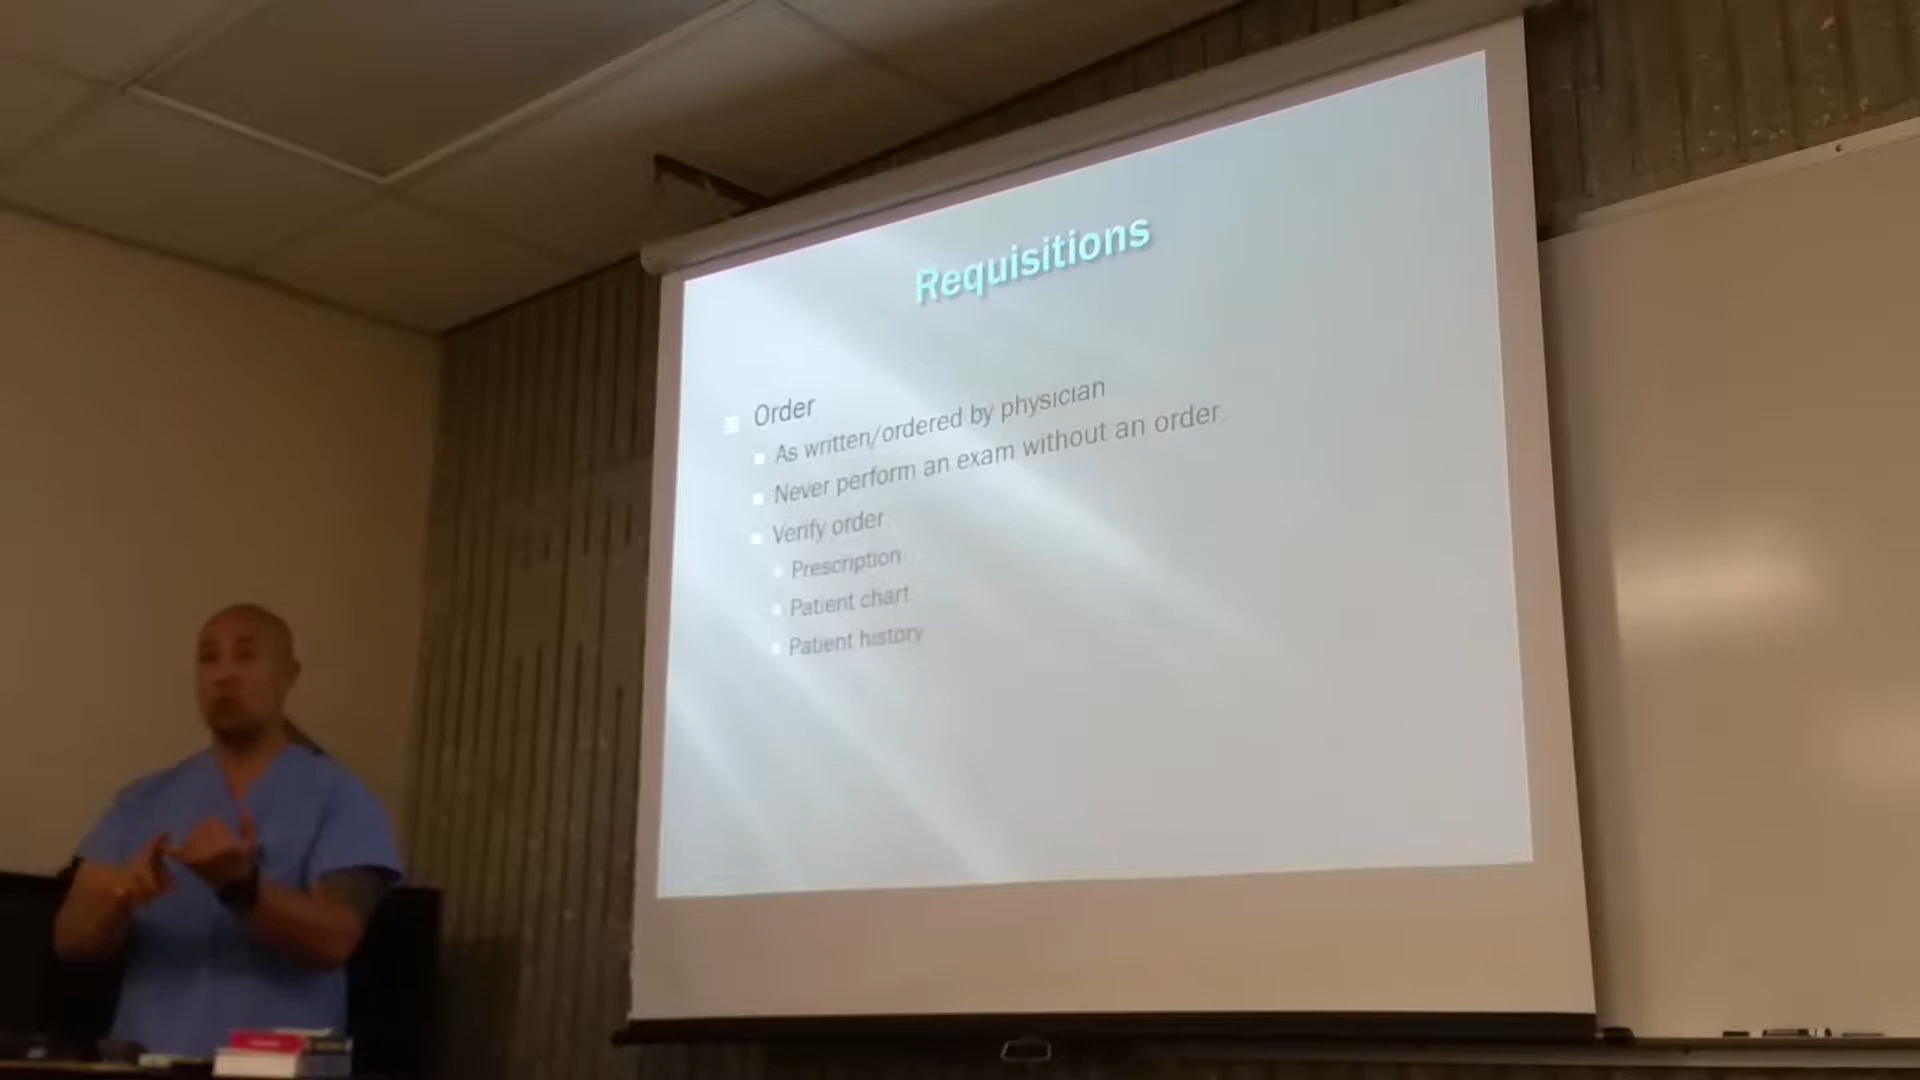 Requisitions
Order
As written/ordered by physician
Never perform an exam without an order
Verify order
Prescription
Patient chart
Patient history